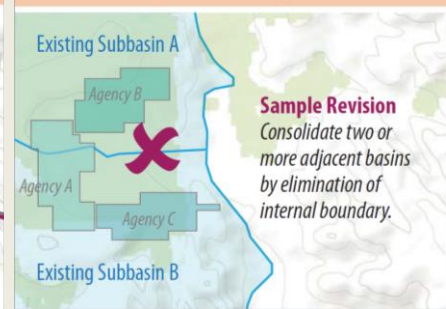 Existing Subbasin A
Agency B
Sample Revision
Consolidate two or
more adjacent basins
by elimination of
internal boundary.
Agency A
Agency C
Existing Subbasin B